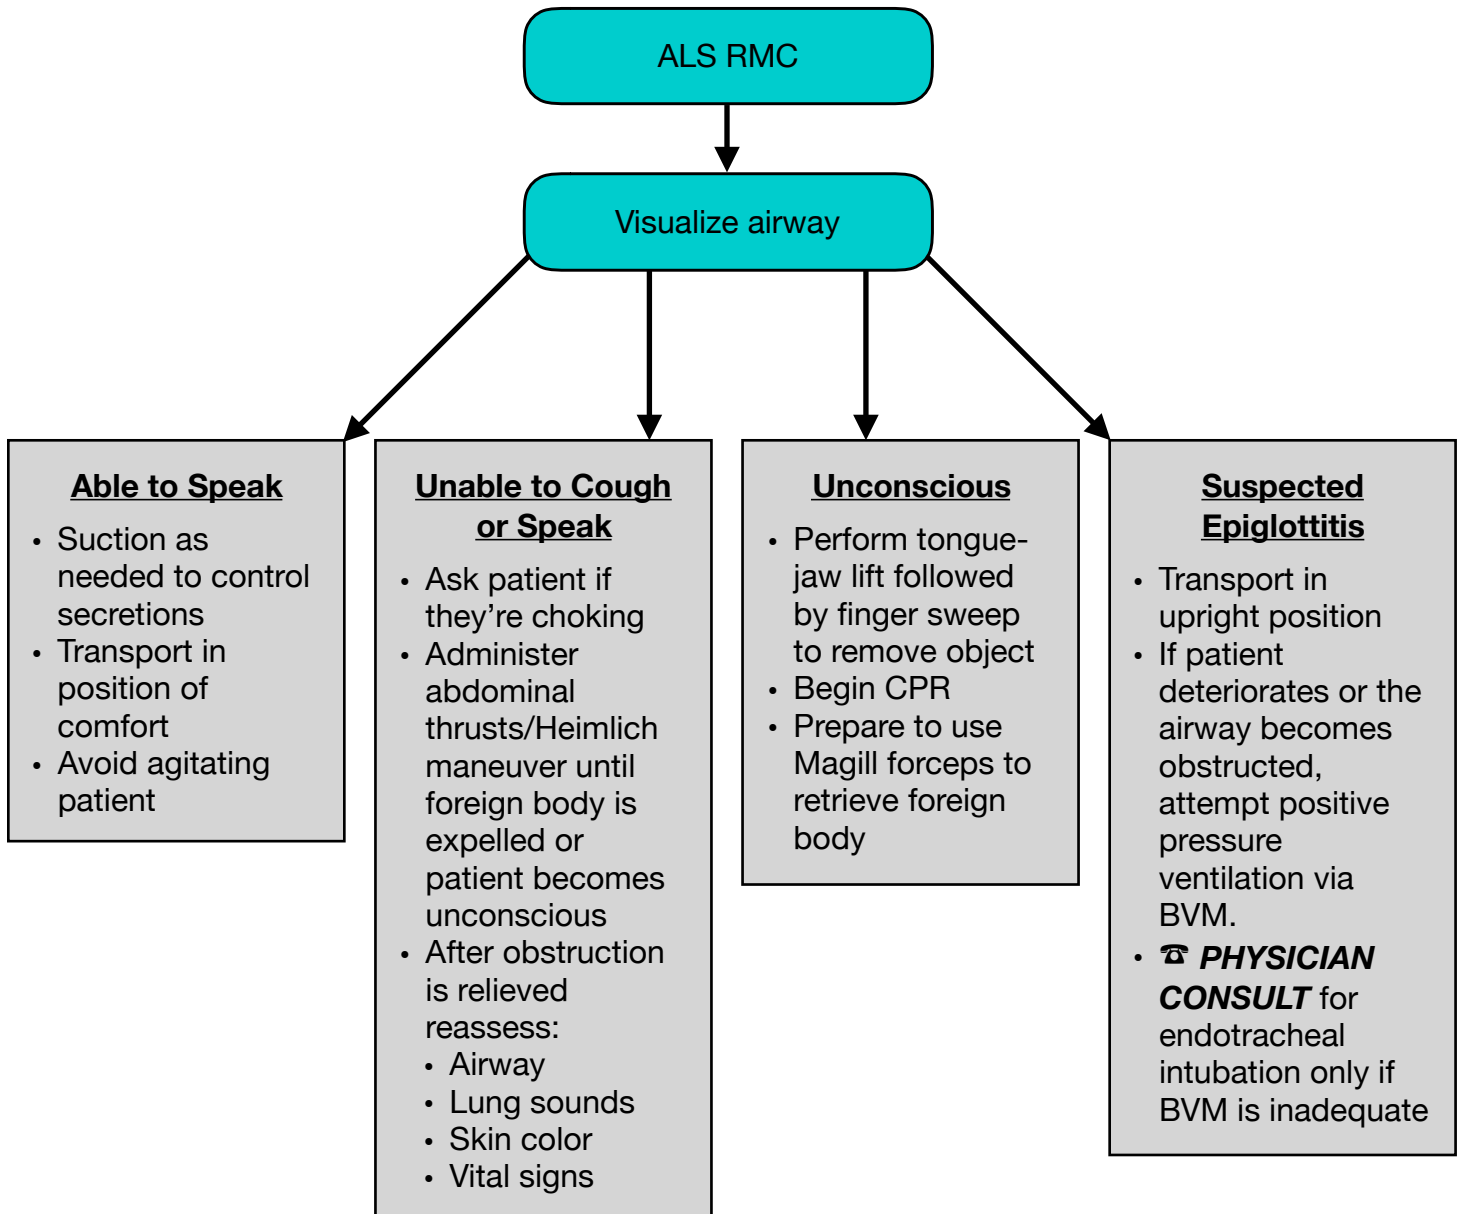 ALS RMC
Visualize airway
Able to Speak
• Suction as
needed to control
secretions
• Transport in
position of
comfort
• Avoid agitating
patient
Unable to Cough
or Speak
• Ask patient if
they’re choking
• Administer
abdominal
thrusts/Heimlich
maneuver until
foreign body is
expelled or
patient becomes
unconscious
• After obstruction
is relieved
reassess:
• Airway
• Lung sounds
• Skin color
• Vital signs
Unconscious
• Perform tongue-
jaw lift followed
by finger sweep
to remove object
• Begin CPR
• Prepare to use
Magill forceps to
retrieve foreign
body
Suspected
Epiglottitis
• Transport in
upright position
• If patient
deteriorates or the
airway becomes
obstructed,
attempt positive
pressure
ventilation via
BVM.
• ☎ PHYSICIAN
CONSULT for
endotracheal
intubation only if
BVM is inadequate